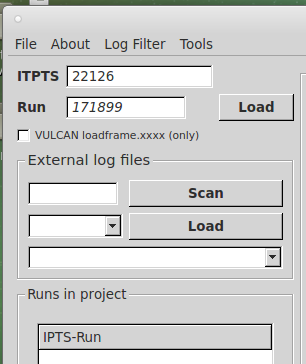 File About Log Filter Tools
ITPTS 22126
Run 171899 Load
VULCAN loadframe.xxxx (only)
External log files
Scan
Load
Runs in project
IPTS-Run